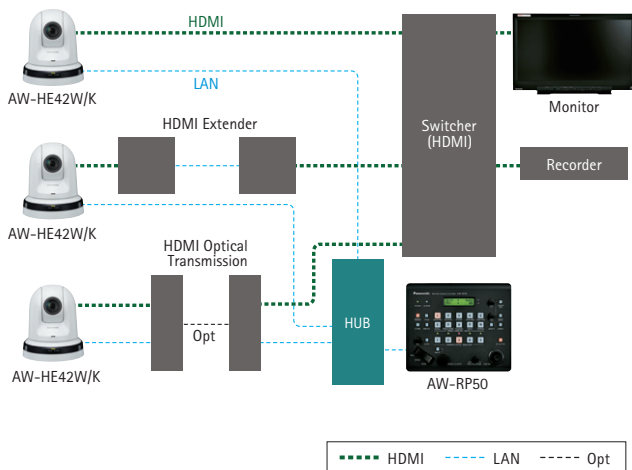 HDMI
LAN
AW-HE42W/K
Monitor
HDMI Extender
Switcher
(HDMI)
Recorder
AW-HE42W/K
HDMI Optical
Transmission
Opt
HUB
Panasonic
AW-HE42W/K
AW-RP50
HDMI
LAN
Opt